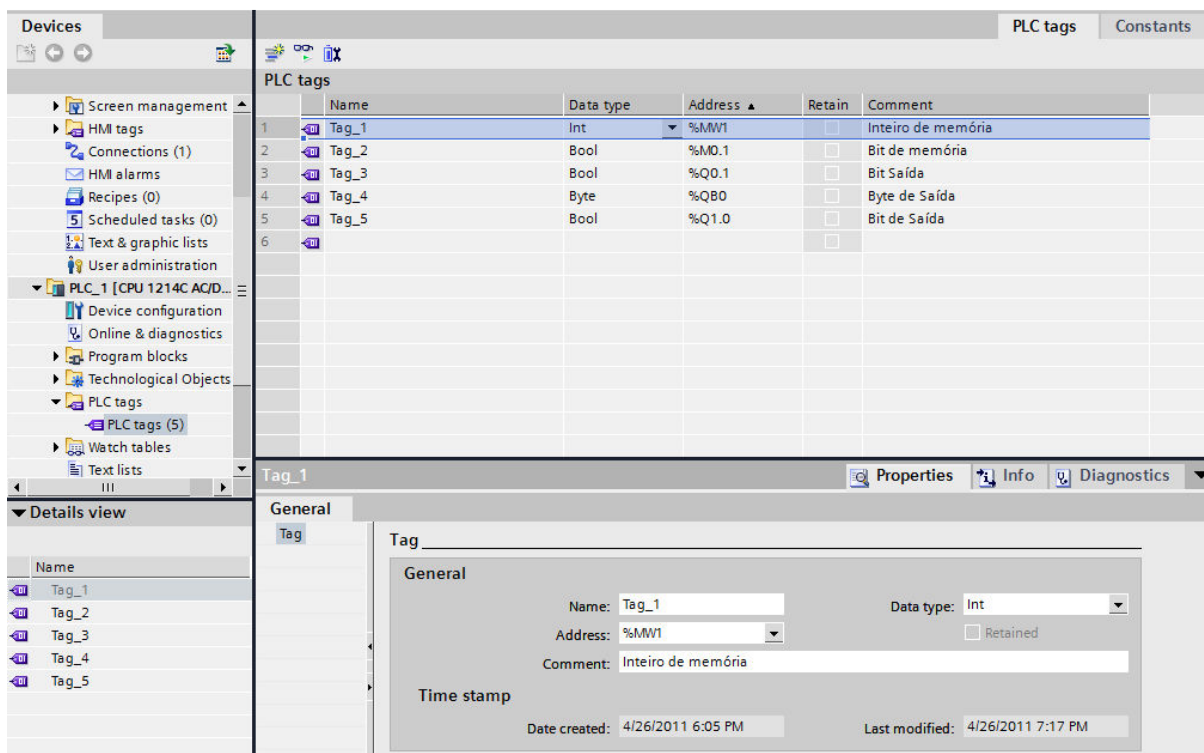 Devices
PLC tags Constants
PLC tags
Name Data type Address Retain Comment
1 Tag_1 Int %MW1 Inteiro de memória
2 Tag_2 Bool %M0.1 Bit de memória
3 Tag_3 Bool %Q0.1 Bit Saída
4 Tag_4 Byte %QB0 Byte de Saída
5 Tag_5 Bool %Q1.0 Bit de Saída
6
Screen management
HMI tags
Connections (1)
HMI alarms
Recipes (0)
5 Scheduled tasks (0)
Text & graphic lists
User administration
PLC_1 [CPU 1214C AC/D...
Device configuration
Online & diagnostics
Program blocks
Technological Objects
PLC tags
PLC tags (5)
Watch tables
Text lists
Details view
Name
Tag_1
Tag_2
Tag_3
Tag_4
Tag_5
Tag_1 Properties Info Diagnostics
General
Tag
Tag
General
Name: Tag_1 Data type: Int
Address: %MW1 Retained
Comment: Inteiro de memória
Time stamp
Date created: 4/26/2011 6:05 PM Last modified: 4/26/2011 7:17 PM